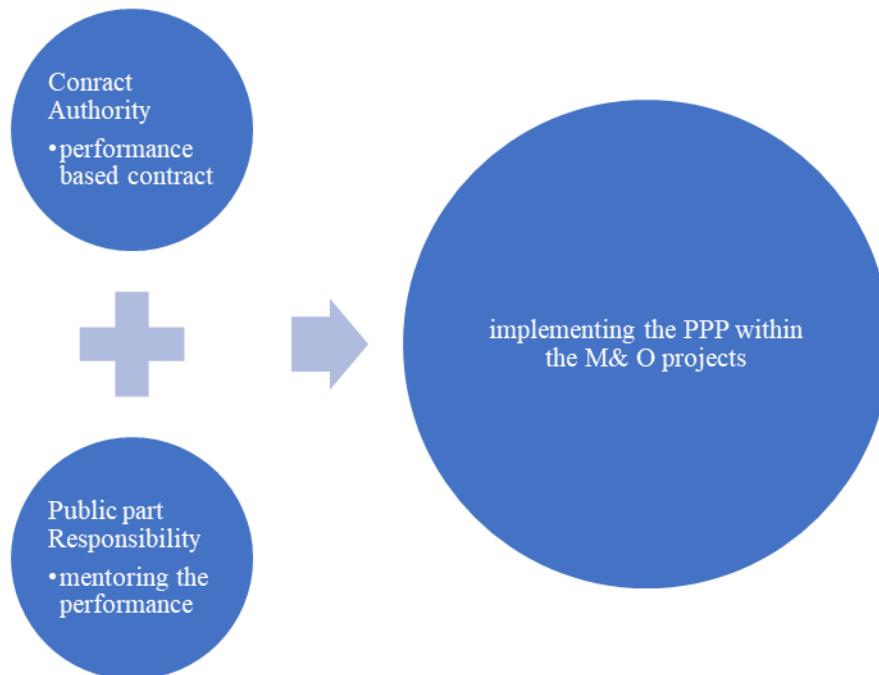 Conract
Authority
•performance
based contract
Public part
Responsibility
•mentoring the
performance
implementing the PPP within
the M& O projects